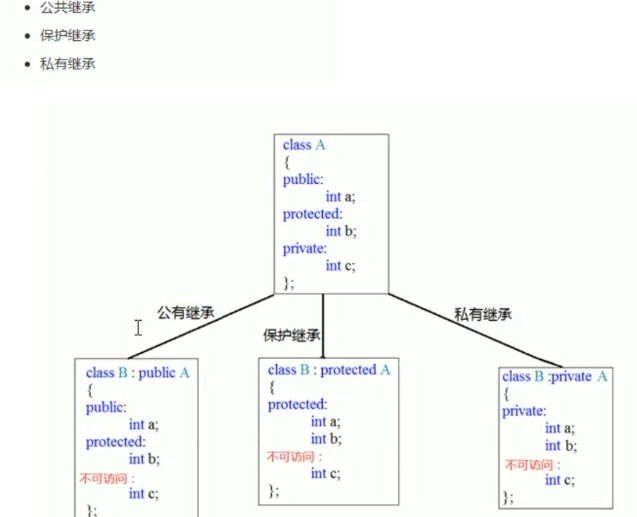 公共继承
保护继承
私有继承
class A
{
public:
int a;
protected:
int b;
private:
int c;
};
公有继承
保护继承
私有继承
class B : public A
{
public:
int a;
protected:
int b;
不可访问：
int c;
};
class B : protected A
{
protected:
int a;
int b;
不可访问：
int c;
};
class B :private A
{
private:
int a;
int b;
不可访问：
int c;
};